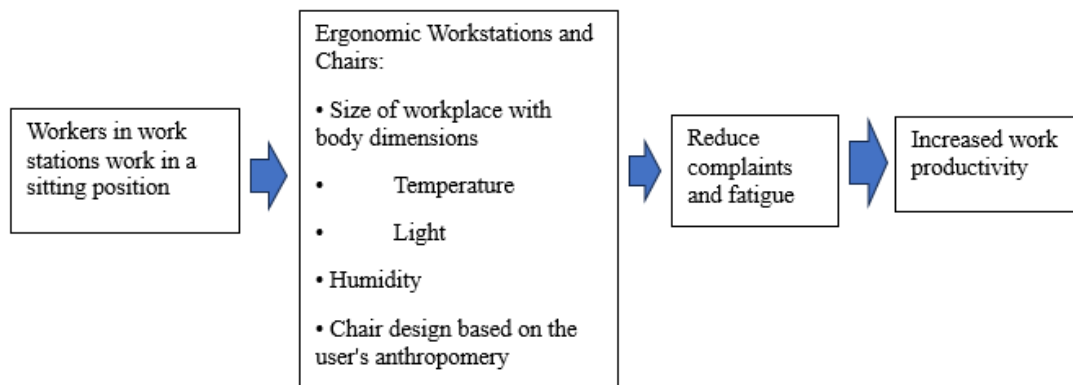 Workers in work
stations work in a
sitting position
Ergonomic Workstations and
Chairs:
• Size of workplace with
body dimensions
• Temperature
• Light
• Humidity
• Chair design based on the
user's anthropomery
Reduce
complaints
and fatigue
Increased work
productivity